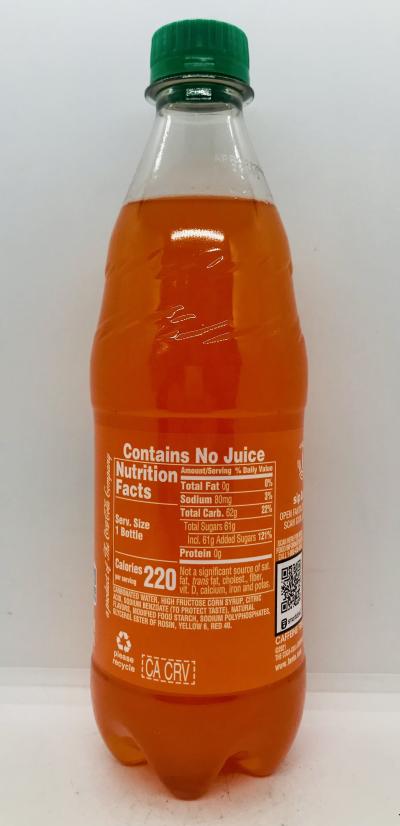 Contains No Juice
Nutrition Facts
Amount/Serving % Daily Value
Total Fat 0g 0%
Sodium 80mg 3%
Total Carb. 62g 22%
Total Sugars 61g
Incl. 61g Added Sugars 121%
Protein 0g
Serv. Size
1 Bottle
Calories
per serving 220
Not a significant source of sat.
fat, trans fat, cholest., fiber,
vit. D, calcium, iron and potas.
CARBONATED WATER, HIGH FRUCTOSE CORN SYRUP, CITRIC
ACID, SODIUM BENZOATE (TO PROTECT TASTE), NATURAL
FLAVORS, MODIFIED FOOD STARCH, SODIUM POLYPHOSPHATES,
GLYCEROL ESTER OF ROSIN, YELLOW 6, RED 40.
please
recycle
CA CRV
a product of The Coca-Cola Company
OPEN
SCAN